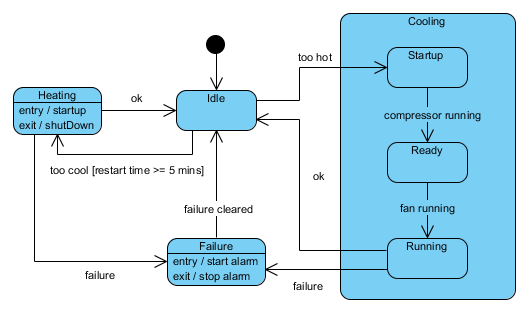 Cooling
Startup
too hot
Heating
entry / startup
exit / shutDown
ok
Idle
compressor running
Ready
too cool [restart time >= 5 mins]
ok
failure cleared
fan running
Failure
entry / start alarm
exit / stop alarm
Running
failure
failure